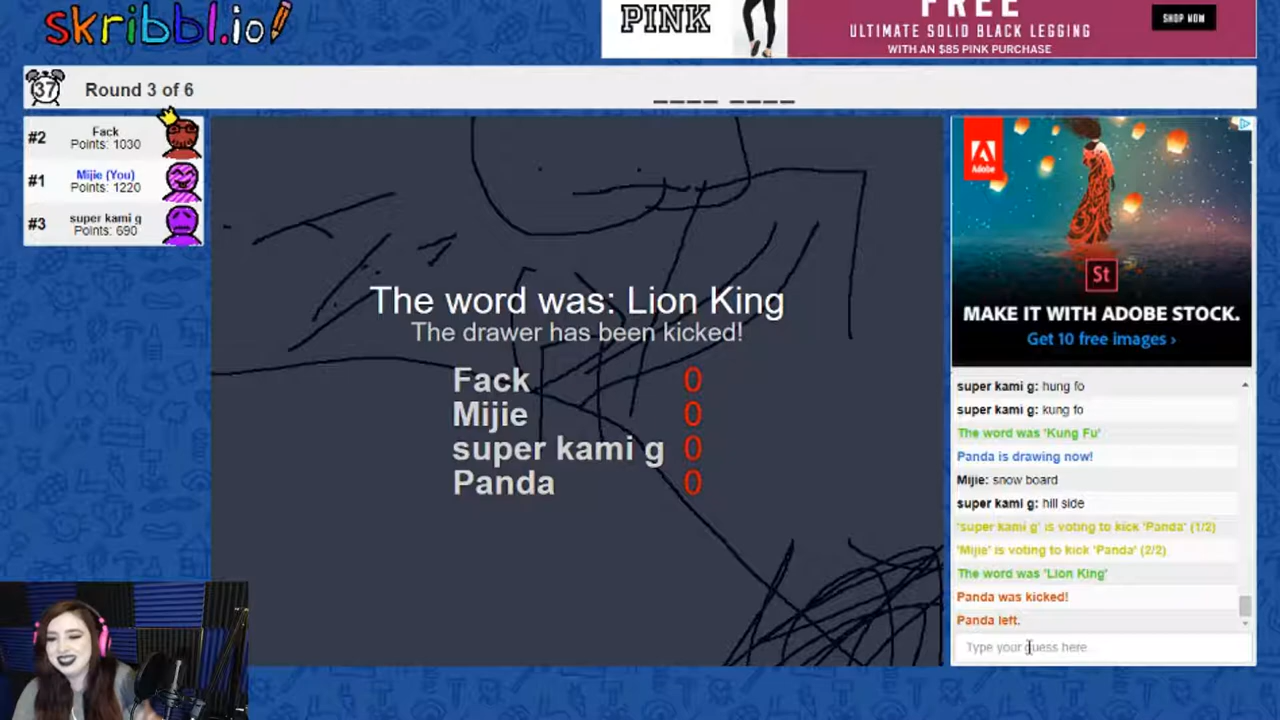 skribbl.io
PINK
FREE
ULTIMATE SOLID BLACK LEGGING
WITH AN $85 PINK PURCHASE
SHOP NOW
37
Round 3 of 6
____ ____
#2
Fack
Points: 1030
#1
Mijie (You)
Points: 1220
#3
super kami g
Points: 690
The word was: Lion King
The drawer has been kicked!
Fack 0
Mijie 0
super kami g 0
Panda 0
Adobe
St
MAKE IT WITH ADOBE STOCK.
Get 10 free images ›
super kami g: hung fo
super kami g: kung fo
The word was 'Kung Fu'
Panda is drawing now!
Mijie: snow board
super kami g: hill side
'super kami g' is voting to kick 'Panda' (1/2)
'Mijie' is voting to kick 'Panda' (2/2)
The word was 'Lion King'
Panda was kicked!
Panda left.
Type your guess here...